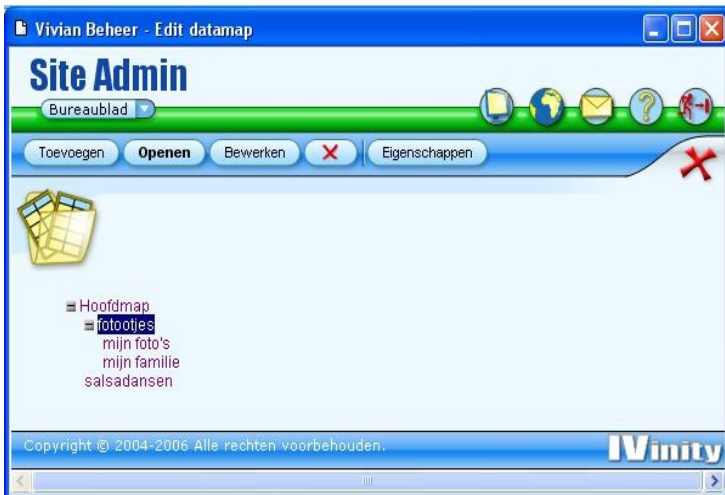 Vivian Beheer - Edit datamap
Site Admin
Bureaublad
?
Toevoegen Openen Bewerken Eigenschappen
Hoofdmap
fotootjes
mijn foto's
mijn familie
salsadansen
Copyright © 2004-2006 Alle rechten voorbehouden.
IVinity